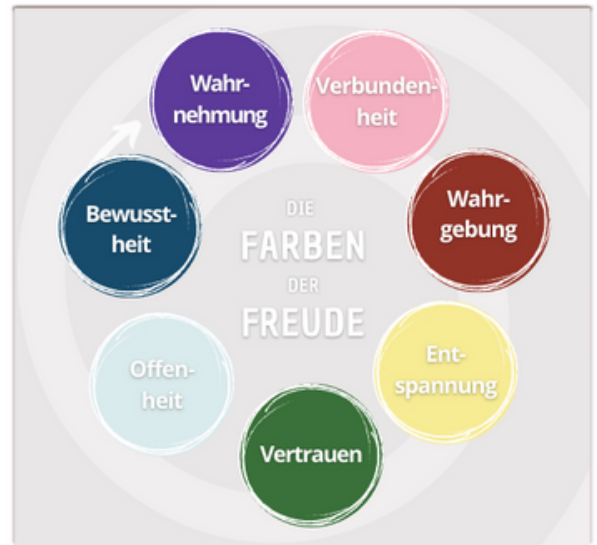 Wahr-
nehmung
Verbunden-
heit
Bewusst-
heit
Wahr-
gebung
DIE
FARBEN
DER
FREUDE
Offen-
heit
Ent-
spannung
Vertrauen